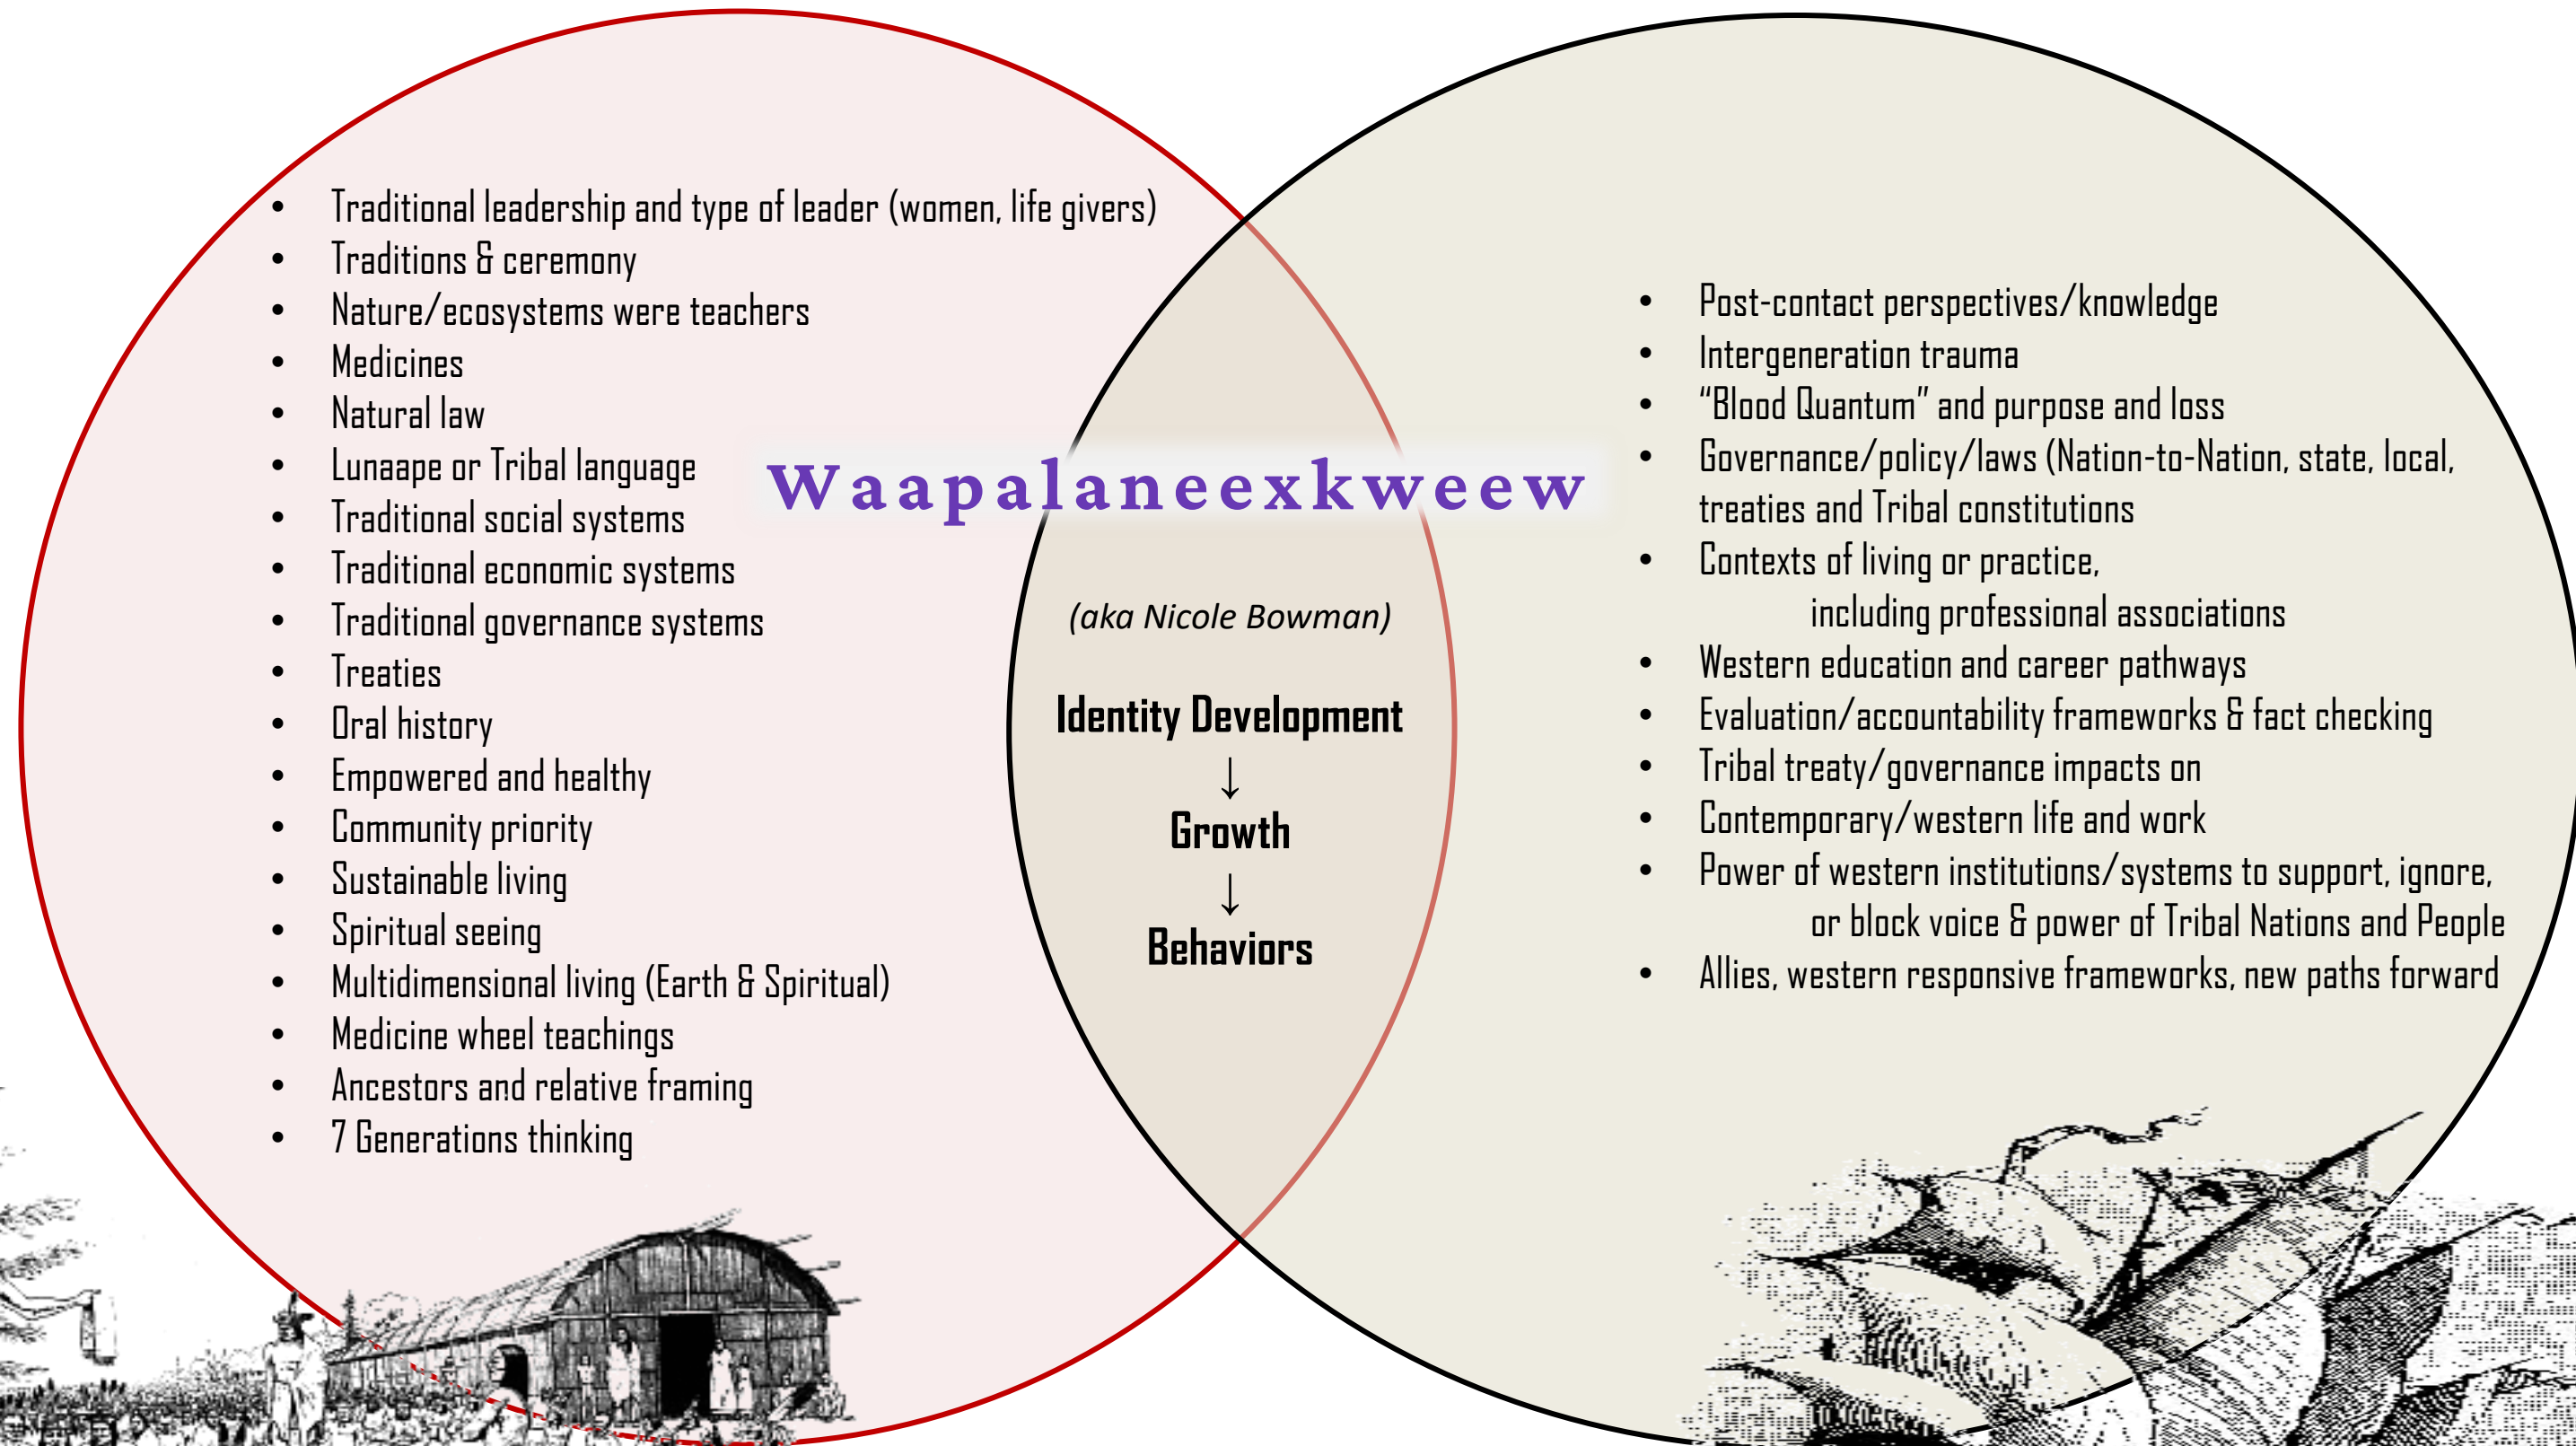 • Traditional leadership and type of leader (women, life givers)
• Traditions & ceremony
• Nature/ecosystems were teachers
• Medicines
• Natural law
• Lunaape or Tribal language
• Traditional social systems
• Traditional economic systems
• Traditional governance systems
• Treaties
• Oral history
• Empowered and healthy
• Community priority
• Sustainable living
• Spiritual seeing
• Multidimensional living (Earth & Spiritual)
• Medicine wheel teachings
• Ancestors and relative framing
• 7 Generations thinking
Waapalaneexkweew
(aka Nicole Bowman)
Identity Development
↓
Growth
↓
Behaviors
• Post-contact perspectives/knowledge
• Intergeneration trauma
• “Blood Quantum” and purpose and loss
• Governance/policy/laws (Nation-to-Nation, state, local,
treaties and Tribal constitutions
• Contexts of living or practice,
including professional associations
• Western education and career pathways
• Evaluation/accountability frameworks & fact checking
• Tribal treaty/governance impacts on
• Contemporary/western life and work
• Power of western institutions/systems to support, ignore,
or block voice & power of Tribal Nations and People
• Allies, western responsive frameworks, new paths forward